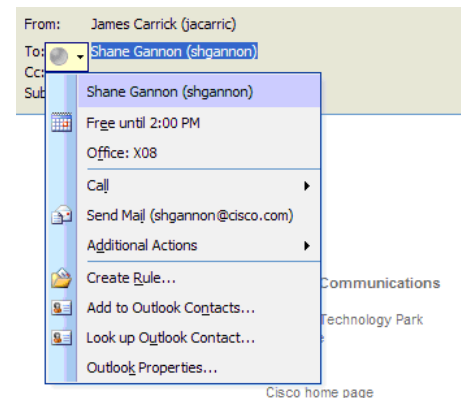 From: James Carrick (jacarric)
To: Shane Gannon (shgannon)
Cc:
Sub
Shane Gannon (shgannon)
Free until 2:00 PM
Office: X08
Call
Send Mail (shgannon@cisco.com)
Additional Actions
Create Rule...
Communications
Add to Outlook Contacts...
Technology Park
Look up Outlook Contact...
Outlook Properties...
Cisco home page